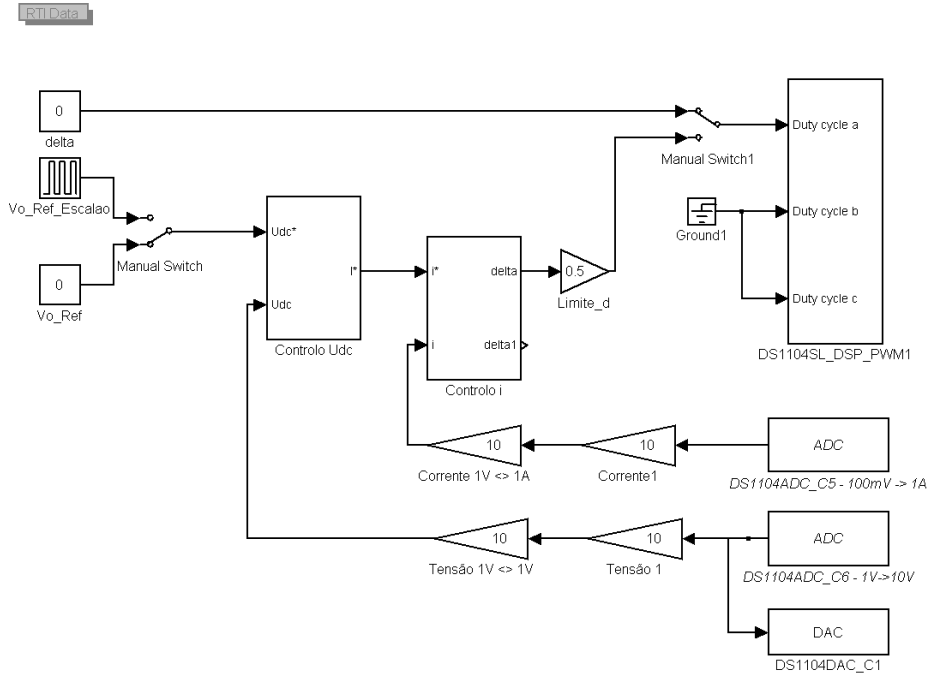 RTI Data
0
delta
Vo_Ref_Escalao
Manual Switch
0
Vo_Ref
Udc*
I*
Udc
Controlo Udc
i*
delta
i
delta1
Controlo i
0.5
Limite_d
Manual Switch1
Ground1
Duty cycle a
Duty cycle b
Duty cycle c
DS1104SL_DSP_PWM1
10
Corrente 1V <> 1A
10
Corrente1
ADC
DS1104ADC_C5 - 100mV -> 1A
10
Tensão 1V <> 1V
10
Tensão 1
ADC
DS1104ADC_C6 - 1V->10V
DAC
DS1104DAC_C1